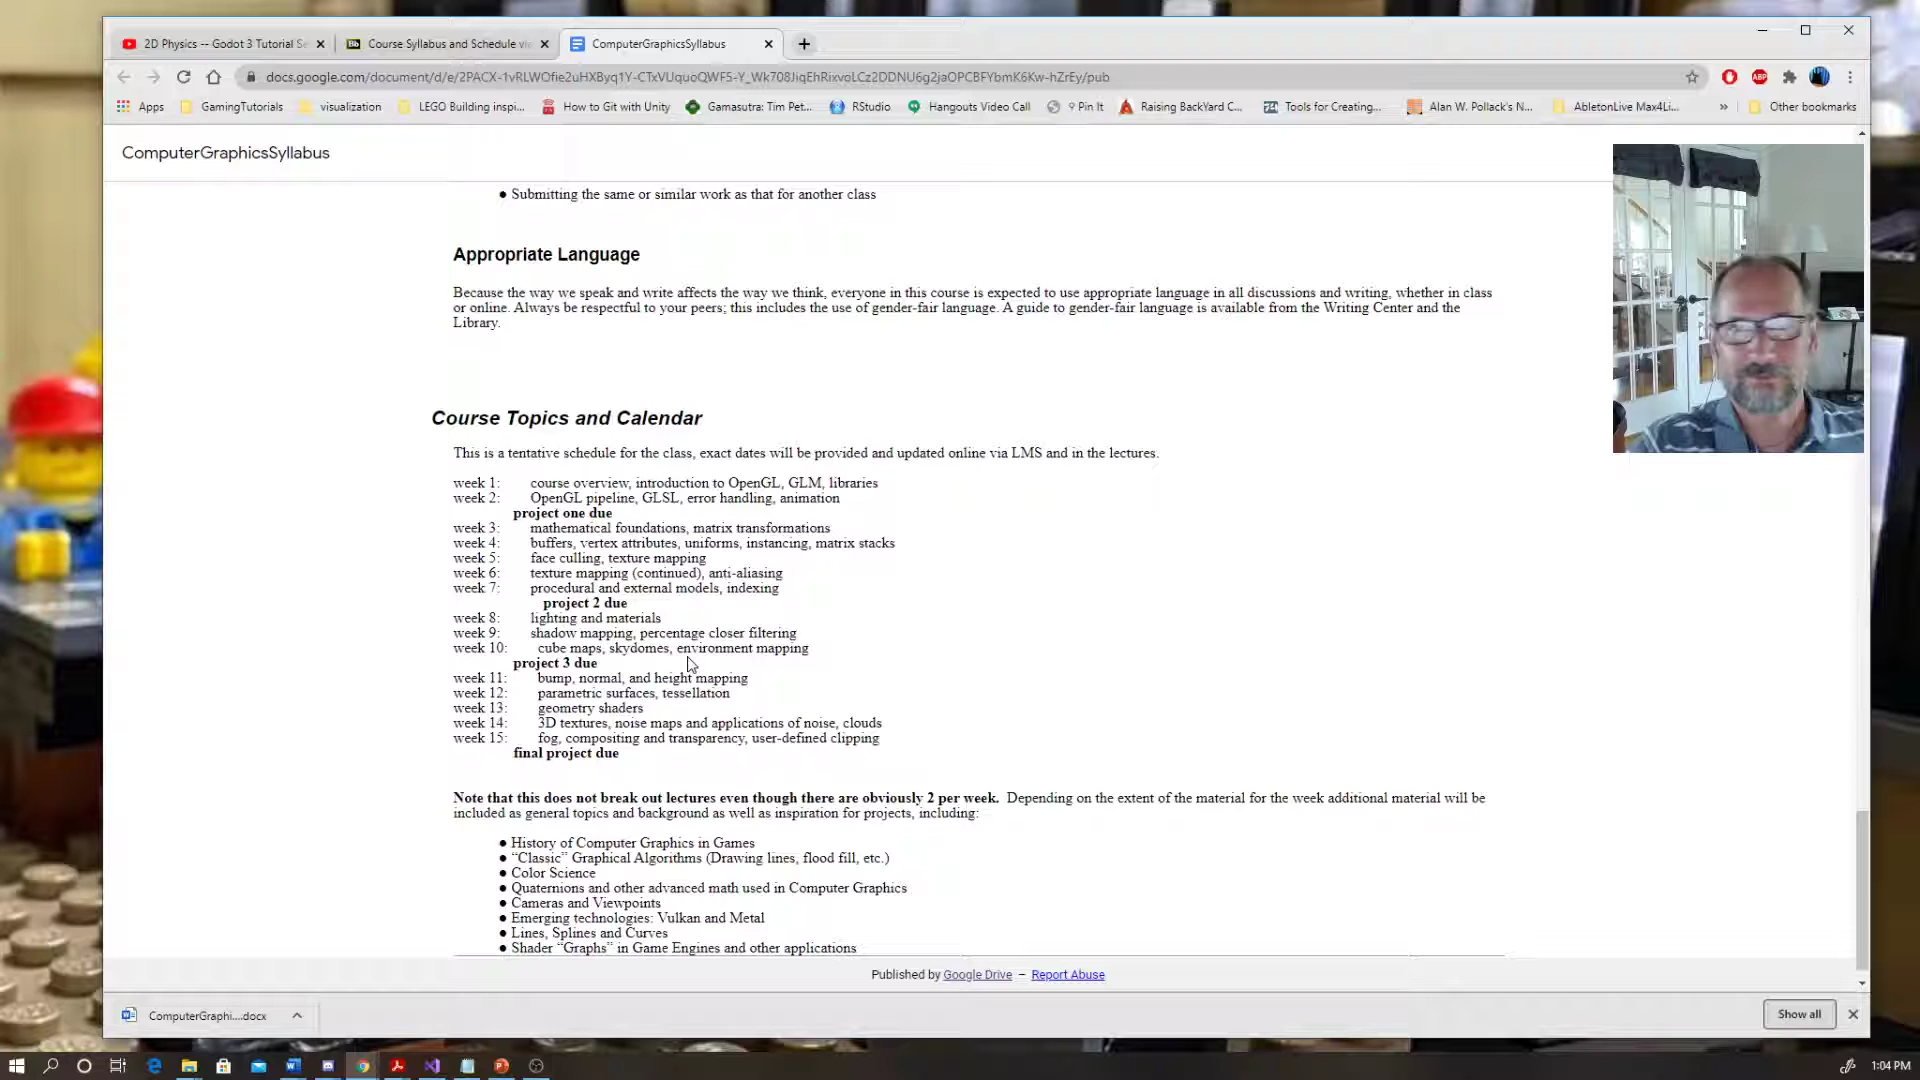 2D Physics -- Godot 3 Tutorial Se
Course Syllabus and Schedule vie
ComputerGraphicsSyllabus
docs.google.com/document/d/e/2PACX-1vRLWOfie2uHXByq1Y-CTxVUquoQWF5-Y_Wk708JiqEhRixvoLCz2DDNU6g2jaOPCBFYbmK6Kw-hZrEy/pub
ABP
Apps
GamingTutorials
visualization
LEGO Building inspi...
How to Git with Unity
Gamasutra: Tim Pet...
RStudio
Hangouts Video Call
Pin It
Raising BackYard C...
Tools for Creating...
Alan W. Pollack's N...
AbletonLive Max4Li...
»
Other bookmarks
ComputerGraphicsSyllabus
● Submitting the same or similar work as that for another class
Appropriate Language
Because the way we speak and write affects the way we think, everyone in this course is expected to use appropriate language in all discussions and writing, whether in class
or online. Always be respectful to your peers; this includes the use of gender-fair language. A guide to gender-fair language is available from the Writing Center and the
Library.
Course Topics and Calendar
This is a tentative schedule for the class, exact dates will be provided and updated online via LMS and in the lectures.
week 1: course overview, introduction to OpenGL, GLM, libraries
week 2: OpenGL pipeline, GLSL, error handling, animation
project one due
week 3: mathematical foundations, matrix transformations
week 4: buffers, vertex attributes, uniforms, instancing, matrix stacks
week 5: face culling, texture mapping
week 6: texture mapping (continued), anti-aliasing
week 7: procedural and external models, indexing
project 2 due
week 8: lighting and materials
week 9: shadow mapping, percentage closer filtering
week 10: cube maps, skydomes, environment mapping
project 3 due
week 11: bump, normal, and height mapping
week 12: parametric surfaces, tessellation
week 13: geometry shaders
week 14: 3D textures, noise maps and applications of noise, clouds
week 15: fog, compositing and transparency, user-defined clipping
final project due
Note that this does not break out lectures even though there are obviously 2 per week. Depending on the extent of the material for the week additional material will be
included as general topics and background as well as inspiration for projects, including:
● History of Computer Graphics in Games
● “Classic” Graphical Algorithms (Drawing lines, flood fill, etc.)
● Color Science
● Quaternions and other advanced math used in Computer Graphics
● Cameras and Viewpoints
● Emerging technologies: Vulkan and Metal
● Lines, Splines and Curves
● Shader “Graphs” in Game Engines and other applications
Published by Google Drive – Report Abuse
ComputerGraphi....docx
Show all
1:04 PM